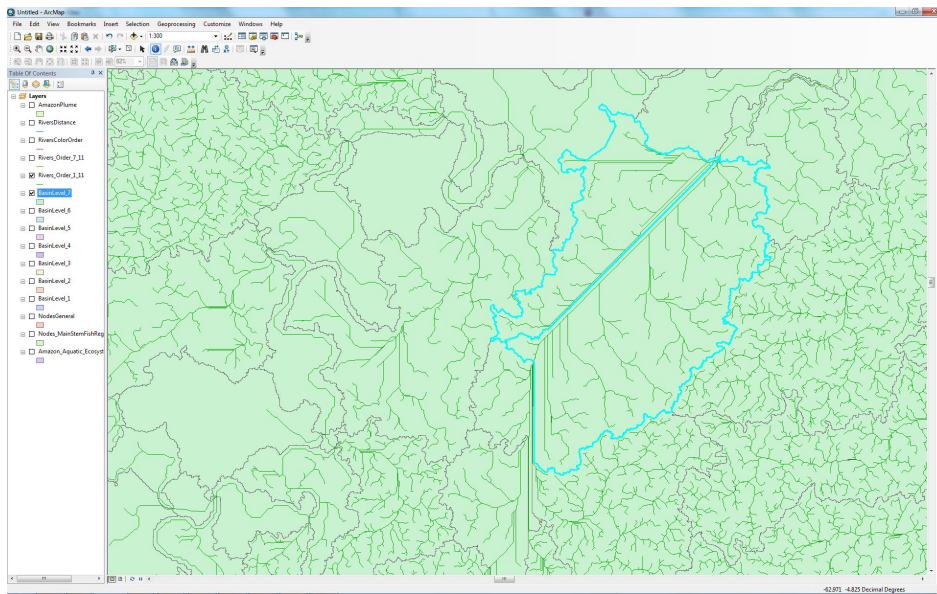 Untitled - ArcMap
File Edit View Bookmarks Insert Selection Geoprocessing Customize Windows Help
1:300
82%
Table Of Contents
Layers
AmazonPlume
RiversDistance
RiversColorOrder
Rivers_Order_7_11
Rivers_Order_1_11
BasinLevel_7
BasinLevel_6
BasinLevel_5
BasinLevel_4
BasinLevel_3
BasinLevel_2
BasinLevel_1
NodesGeneral
Nodes_MainStemFishReg
Amazon_Aquatic_Ecosyst
-62.971 -4.825 Decimal Degrees